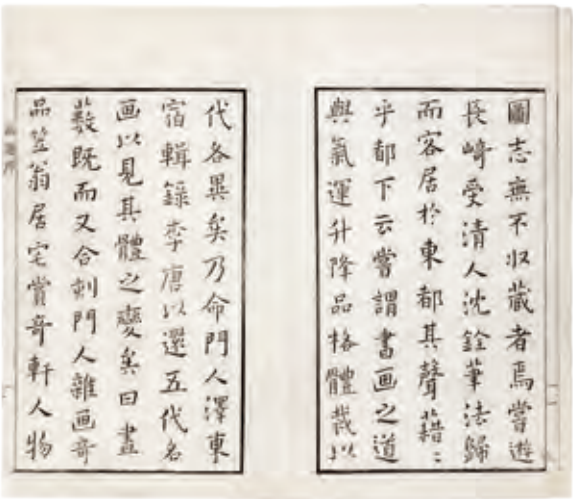 圖志無不収藏者焉嘗遊
長崎受清人沈銓筆法歸
而客居於東都其聲藉〻
乎都下云嘗謂書画之道
與氣運升降品格體裁以
代各異矣乃命門人澤東
宿輯錄李唐以還五代名
画以見其體之變矣曰畫
藪既而又合刻門人雜画奇
品笠翁居宅賞奇軒人物